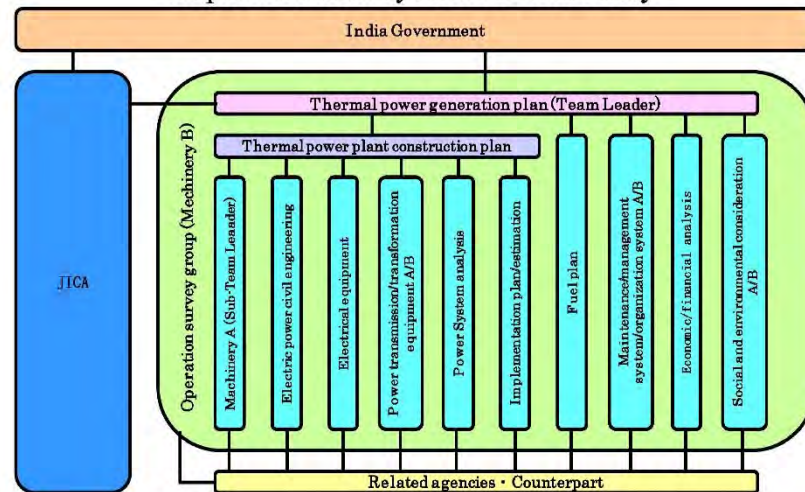 India Government
JICA
Operation survey group (Mechinery B)
Thermal power generation plan (Team Leader)
Thermal power plant construction plan
Machinery A (Sub-Team Leaader)
Electric power civil engineering
Electrical equipment
Power transmission/transformation
equipment A/B
Power System analysis
Implementation plan/estimation
Fuel plan
Maintenance/management
system/organization system A/B
Economic/financial analysis
Social and environmental consideration
A/B
Related agencies・Counterpart